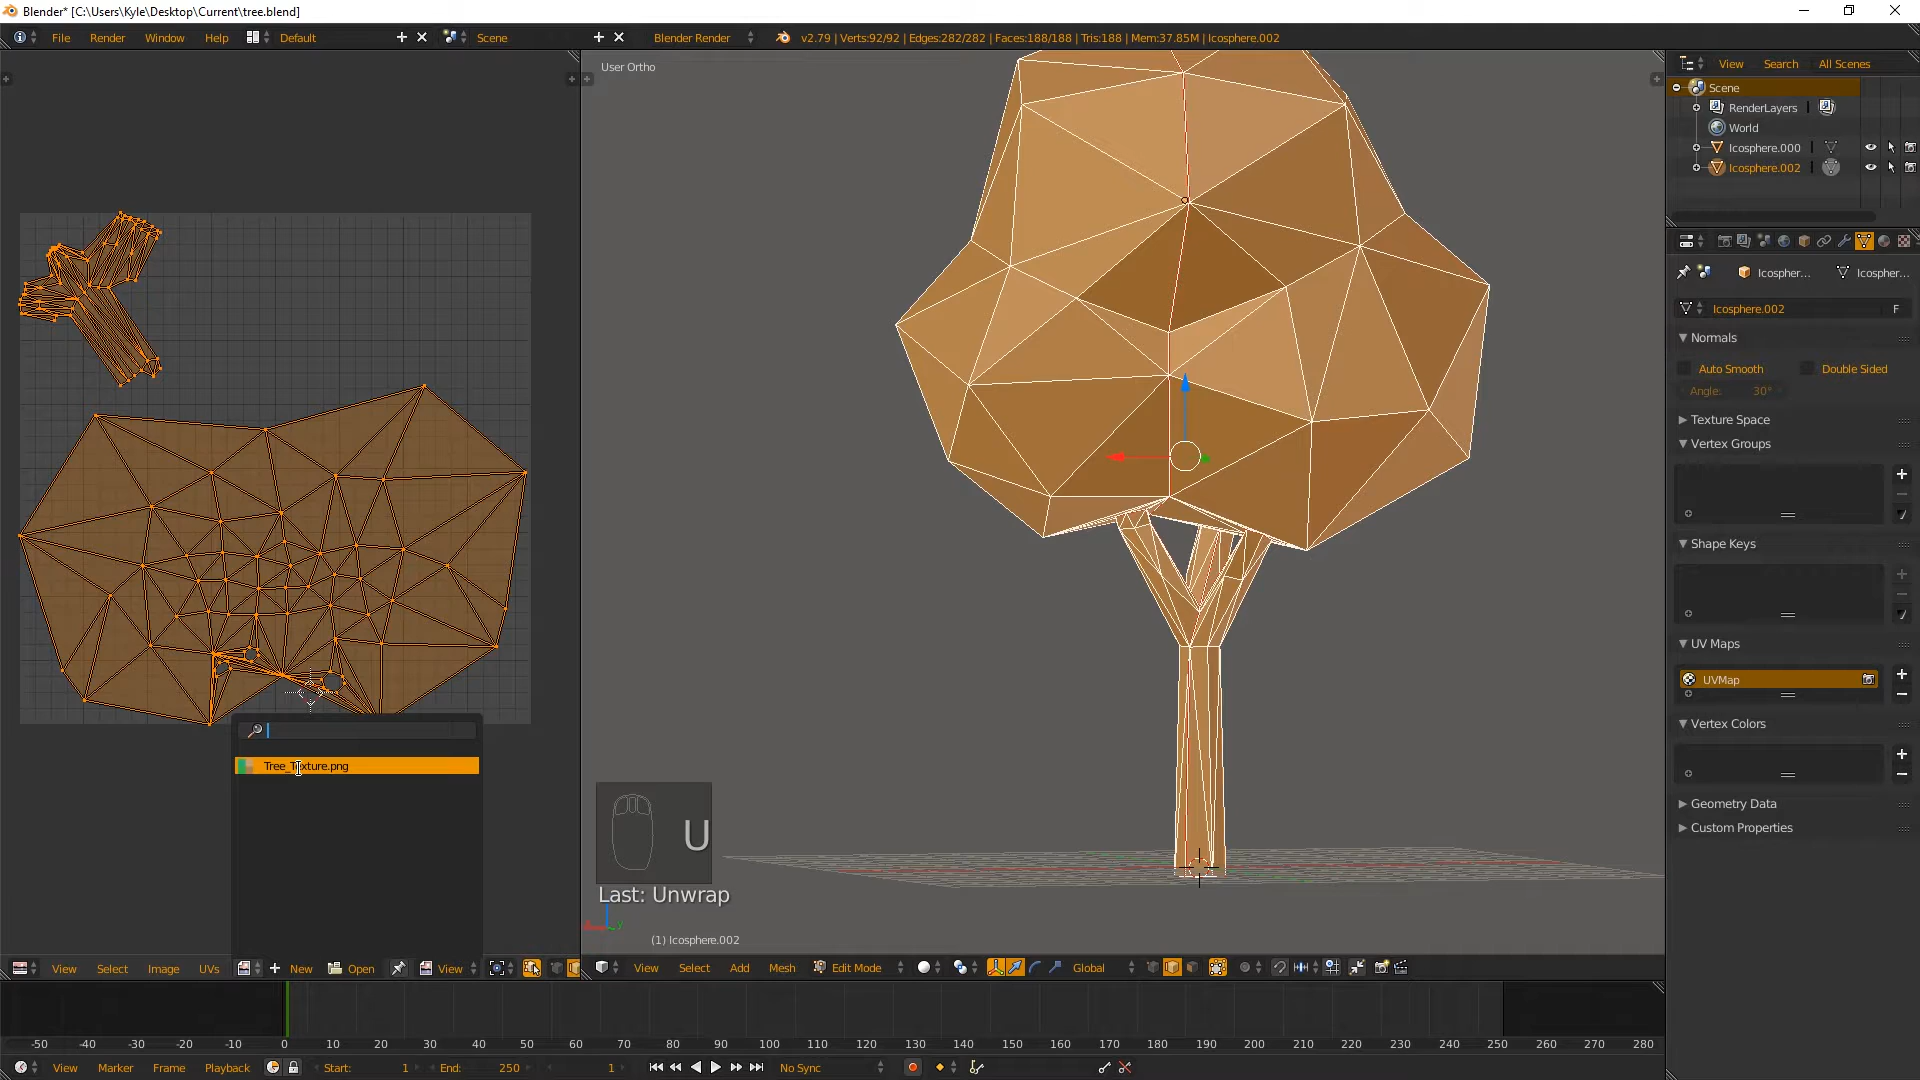 Blender* [C:\Users\Kyle\Desktop\Current\tree.blend]
File Render Window Help Default Scene Blender Render v2.79 | Verts:92/92 | Edges:282/282 | Faces:188/188 | Tris:188 | Mem:37.85M | Icosphere.002
User Ortho
View Search All Scenes
Scene
RenderLayers
World
Icosphere.000
Icosphere.002
Icospher... Icospher...
Icosphere.002 F
Normals
Auto Smooth Double Sided
Angle: 30°
Texture Space
Vertex Groups
Shape Keys
UV Maps
UVMap
Vertex Colors
Geometry Data
Custom Properties
Tree_Texture.png
U
Last: Unwrap
(1) Icosphere.002
View Select Image UVs New Open View
View Select Add Mesh Edit Mode Global
-50 -40 -30 -20 -10 0 10 20 30 40 50 60 70 80 90 100 110 120 130 140 150 160 170 180 190 200 210 220 230 240 250 260 270 280
View Marker Frame Playback Start: 1 End: 250 1 No Sync